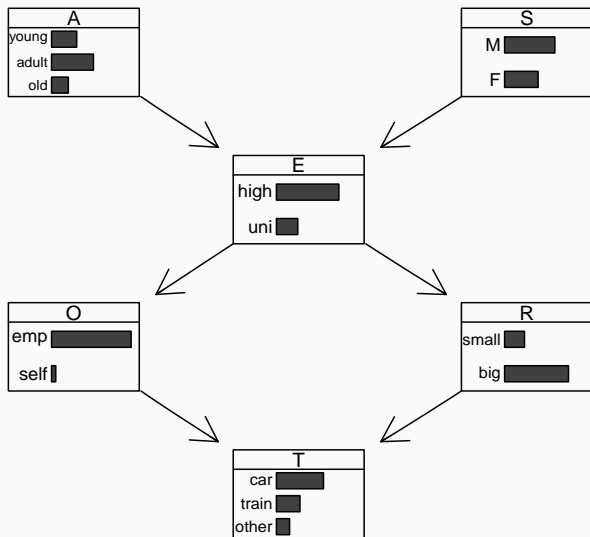 A
young
adult
old
S
M
F
E
high
uni
O
emp
self
R
small
big
T
car
train
other